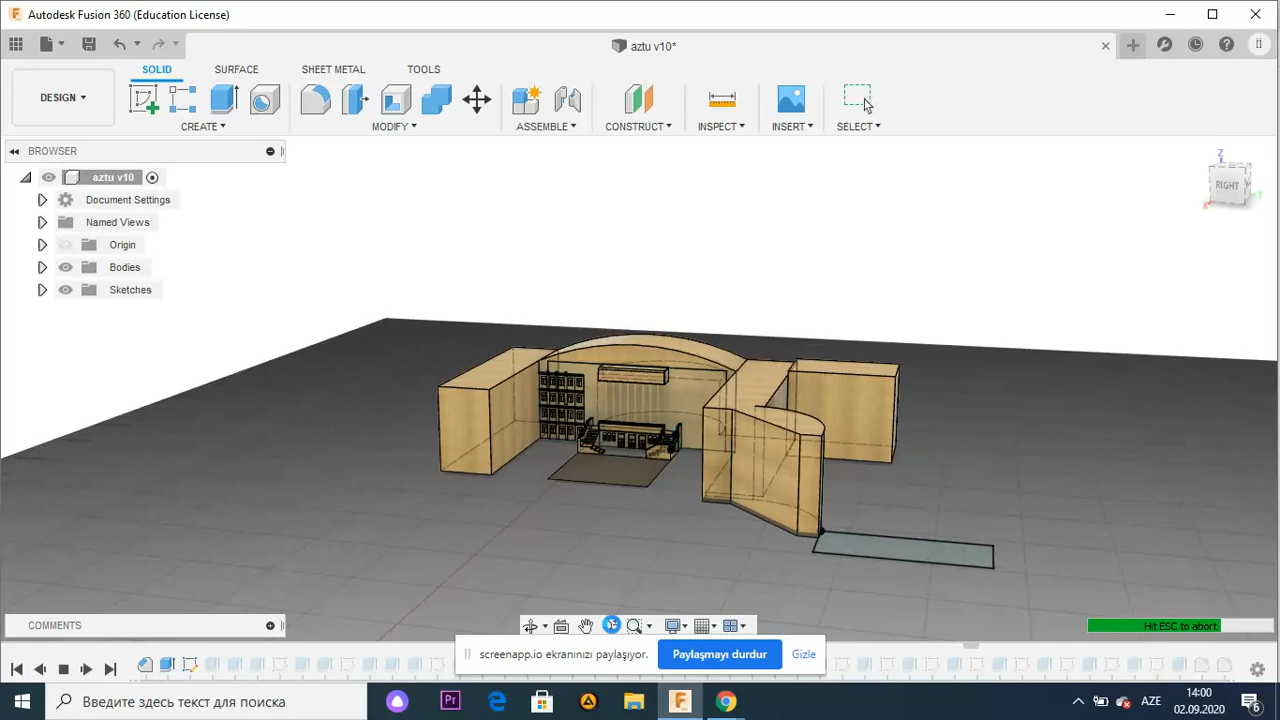 Autodesk Fusion 360 (Education License)
aztu v10*
SOLID SURFACE SHEET METAL TOOLS
DESIGN
CREATE MODIFY ASSEMBLE CONSTRUCT INSPECT INSERT SELECT
BROWSER
aztu v10
Document Settings
Named Views
Origin
Bodies
Sketches
Z
RIGHT
X
Y
COMMENTS
Hit ESC to abort
screenapp.io ekranınızı paylaşıyor.
Paylaşmayı durdur
Gizle
Введите здесь текст для поиска
Pr
AZE
14:00
02.09.2020
6